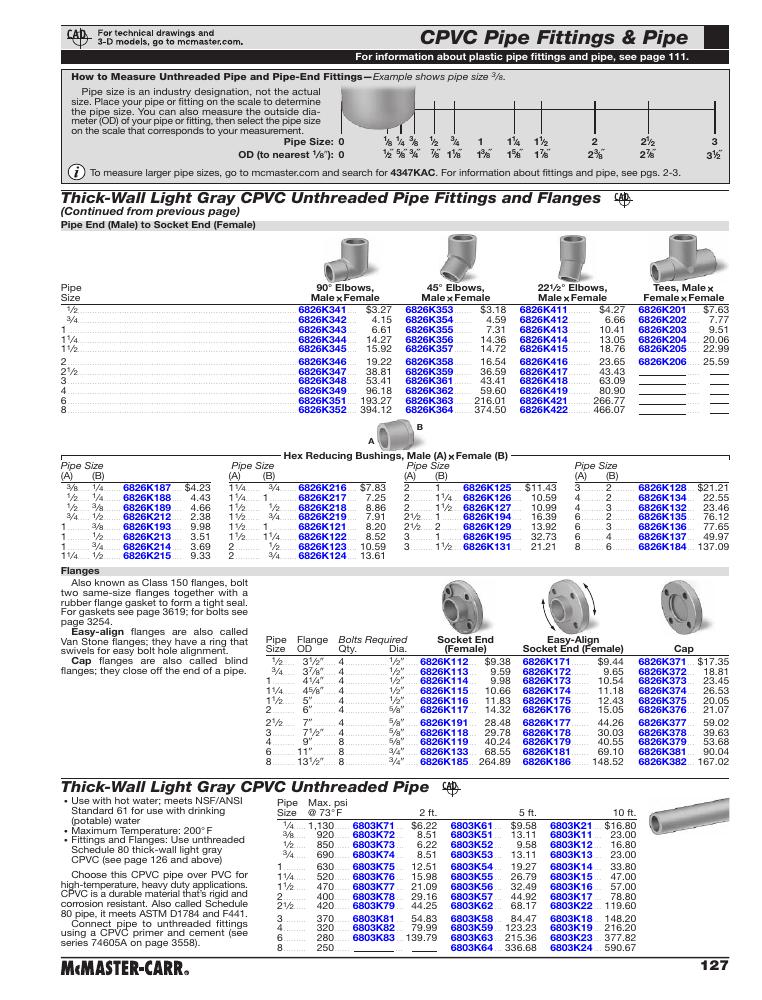 CAD
For technical drawings and
3-D models, go to mcmaster.com.
CPVC Pipe Fittings & Pipe
For information about plastic pipe fittings and pipe, see page 111.
How to Measure Unthreaded Pipe and Pipe-End Fittings—Example shows pipe size 3/8.
Pipe size is an industry designation, not the actual
size. Place your pipe or fitting on the scale to determine
the pipe size. You can also measure the outside dia-
meter (OD) of your pipe or fitting, then select the pipe size
on the scale that corresponds to your measurement.
Pipe Size: 0 1/8 1/4 3/8 1/2 3/4 1 1 1/4 1 1/2 2 2 1/2 3
OD (to nearest 1/8"): 0 1/2" 5/8" 3/4" 7/8" 1 1/8" 1 3/8" 1 5/8" 1 7/8" 2 3/8" 2 7/8" 3 1/2"
i To measure larger pipe sizes, go to mcmaster.com and search for 4347KAC. For information about fittings and pipe, see pgs. 2-3.
Thick-Wall Light Gray CPVC Unthreaded Pipe Fittings and Flanges CAD
(Continued from previous page)
Pipe End (Male) to Socket End (Female)
Pipe Size 90° Elbows, Male x Female 45° Elbows, Male x Female 22 1/2° Elbows, Male x Female Tees, Male x Female x Female
1/2 6826K341 $3.27 6826K353 $3.18 6826K411 $4.27 6826K201 $7.63
3/4 6826K342 4.15 6826K354 4.59 6826K412 6.66 6826K202 7.77
1 6826K343 6.61 6826K355 7.31 6826K413 10.41 6826K203 9.51
1 1/4 6826K344 14.27 6826K356 14.36 6826K414 13.05 6826K204 20.06
1 1/2 6826K345 15.92 6826K357 14.72 6826K415 18.76 6826K205 22.99
2 6826K346 19.22 6826K358 16.54 6826K416 23.65 6826K206 25.59
2 1/2 6826K347 38.81 6826K359 36.59 6826K417 43.43
3 6826K348 53.41 6826K361 43.41 6826K418 63.09
4 6826K349 96.18 6826K362 59.60 6826K419 80.90
6 6826K351 193.27 6826K363 216.01 6826K421 266.77
8 6826K352 394.12 6826K364 374.50 6826K422 466.07
A B
Hex Reducing Bushings, Male (A) x Female (B)
Pipe Size Pipe Size Pipe Size Pipe Size
(A) (B) (A) (B) (A) (B) (A) (B)
3/8 1/4 6826K187 $4.23 1 1/4 3/4 6826K216 $7.83 2 1 6826K125 $11.43 3 2 6826K128 $21.21
1/2 1/4 6826K188 4.43 1 1/4 1 6826K217 7.25 2 1 1/4 6826K126 10.59 4 2 6826K134 22.55
1/2 3/8 6826K189 4.66 1 1/2 1/2 6826K218 8.86 2 1 1/2 6826K127 10.99 4 3 6826K132 23.46
3/4 1/2 6826K212 2.38 1 1/2 3/4 6826K219 7.91 2 1/2 1 6826K194 16.39 6 2 6826K135 76.12
1 3/8 6826K193 9.98 1 1/2 1 6826K121 8.20 2 1/2 2 6826K129 13.92 6 3 6826K136 77.65
1 1/2 6826K213 3.51 1 1/2 1 1/4 6826K122 8.52 3 1 6826K195 32.73 6 4 6826K137 49.97
1 3/4 6826K214 3.69 2 1/2 6826K123 10.59 3 1 1/2 6826K131 21.21 8 6 6826K184 137.09
1 1/4 1/2 6826K215 9.33 2 3/4 6826K124 13.61
Flanges
Also known as Class 150 flanges, bolt
two same-size flanges together with a
rubber flange gasket to form a tight seal.
For gaskets see page 3619; for bolts see
page 3254.
Easy-align flanges are also called
Van Stone flanges; they have a ring that
swivels for easy bolt hole alignment.
Cap flanges are also called blind
flanges; they close off the end of a pipe.
Pipe Size Flange OD Bolts Required Qty. Dia. Socket End (Female) Easy-Align Socket End (Female) Cap
1/2 3 1/2" 4 1/2" 6826K112 $9.38 6826K171 $9.44 6826K371 $17.35
3/4 3 7/8" 4 1/2" 6826K113 9.59 6826K172 9.65 6826K372 18.81
1 4 1/4" 4 1/2" 6826K114 9.98 6826K173 10.54 6826K373 23.45
1 1/4 4 5/8" 4 1/2" 6826K115 10.66 6826K174 11.18 6826K374 26.53
1 1/2 5" 4 1/2" 6826K116 11.83 6826K175 12.43 6826K375 20.05
2 6" 4 5/8" 6826K117 14.32 6826K176 15.05 6826K376 21.07
2 1/2 7" 4 5/8" 6826K191 28.48 6826K177 44.26 6826K377 59.02
3 7 1/2" 4 5/8" 6826K118 29.78 6826K178 30.03 6826K378 39.63
4 9" 8 5/8" 6826K119 40.24 6826K179 40.55 6826K379 53.68
6 11" 8 3/4" 6826K133 68.55 6826K181 69.10 6826K381 90.04
8 13 1/2" 8 3/4" 6826K185 264.89 6826K186 148.52 6826K382 167.02
Thick-Wall Light Gray CPVC Unthreaded Pipe CAD
• Use with hot water; meets NSF/ANSI
Standard 61 for use with drinking
(potable) water
• Maximum Temperature: 200°F
• Fittings and Flanges: Use unthreaded
Schedule 80 thick-wall light gray
CPVC (see page 126 and above)
Choose this CPVC pipe over PVC for
high-temperature, heavy duty applications.
CPVC is a durable material that's rigid and
corrosion resistant. Also called Schedule
80 pipe, it meets ASTM D1784 and F441.
Connect pipe to unthreaded fittings
using a CPVC primer and cement (see
series 74605A on page 3558).
Pipe Size Max. psi @ 73°F 2 ft. 5 ft. 10 ft.
1/4 1,130 6803K71 $6.22 6803K61 $9.58 6803K21 $16.80
3/8 920 6803K72 8.51 6803K51 13.11 6803K11 23.00
1/2 850 6803K73 6.22 6803K52 9.58 6803K12 16.80
3/4 690 6803K74 8.51 6803K53 13.11 6803K13 23.00
1 630 6803K75 12.51 6803K54 19.27 6803K14 33.80
1 1/4 520 6803K76 15.98 6803K55 26.79 6803K15 47.00
1 1/2 470 6803K77 21.09 6803K56 32.49 6803K16 57.00
2 400 6803K78 29.16 6803K57 44.92 6803K17 78.80
2 1/2 420 6803K79 44.25 6803K62 68.17 6803K22 119.60
3 370 6803K81 54.83 6803K58 84.47 6803K18 148.20
4 320 6803K82 79.99 6803K59 123.23 6803K19 216.20
6 280 6803K83 139.79 6803K63 215.36 6803K23 377.82
8 250 6803K64 336.68 6803K24 590.67
McMASTER-CARR®
127